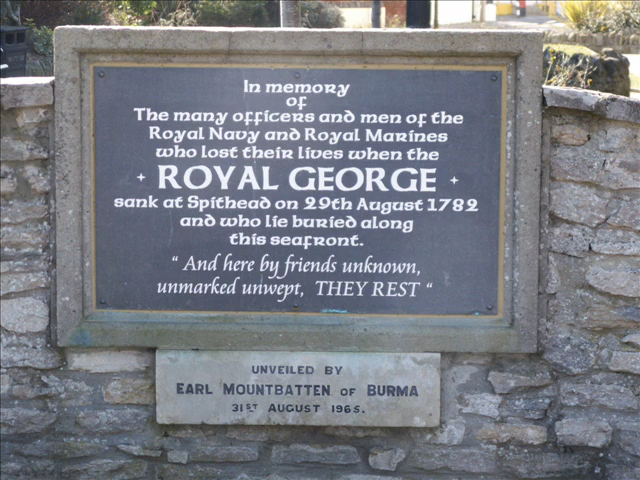 In memory
of
The many officers and men of the
Royal Navy and Royal Marines
who lost their lives when the
ROYAL GEORGE
sank at Spithead on 29th August 1782
and who lie buried along
this seafront.
" And here by friends unknown,
unmarked unwept, THEY REST "
UNVEILED BY
EARL MOUNTBATTEN OF BURMA
31ST AUGUST 1965.